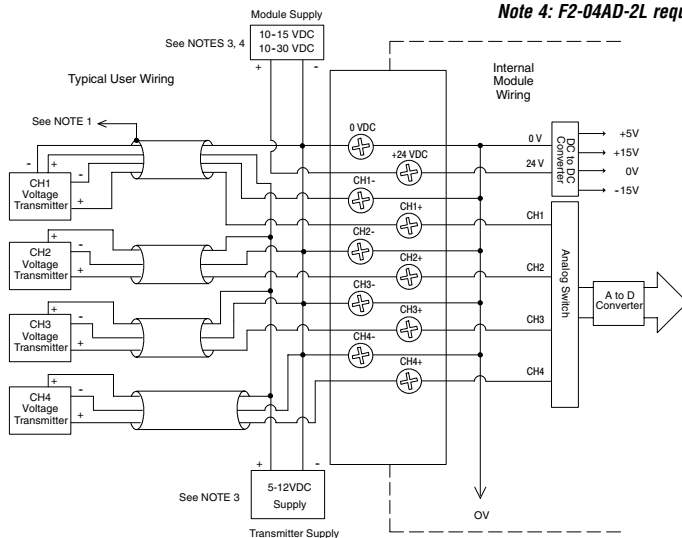 Note 4: F2-04AD-2L requ
Module Supply
10-15 VDC
10-30 VDC
See NOTES 3, 4
+ -
Typical User Wiring
Internal
Module
Wiring
See NOTE 1
0 VDC
+24 VDC
0 V
24 V
DC to DC
Converter
+5V
+15V
0V
-15V
- +
-
+
CH1
Voltage
Transmitter
CH1-
CH1+
CH1
+
-
+
CH2
Voltage
Transmitter
CH2-
CH2+
CH2
Analog Switch
A to D
Converter
+
-
+
CH3
Voltage
Transmitter
CH3-
CH3+
CH3
+
-
+
CH4
Voltage
Transmitter
CH4-
CH4+
CH4
+ -
See NOTE 3
5-12VDC
Supply
Transmitter Supply
OV